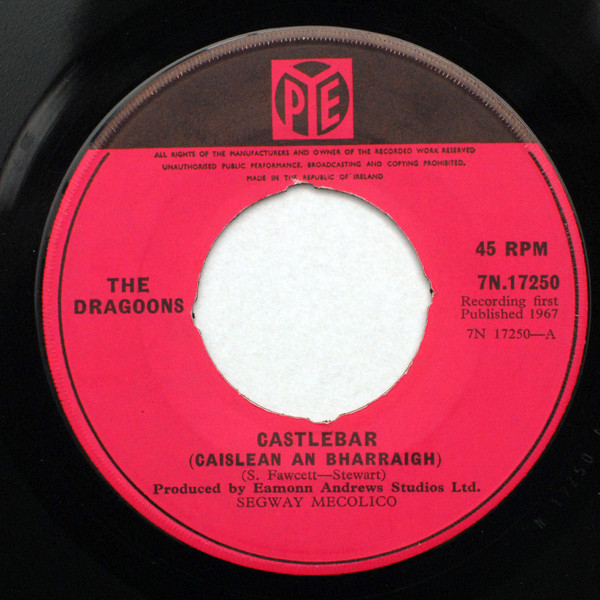 PYE
ALL RIGHTS OF THE MANUFACTURERS AND OWNER OF THE RECORDED WORK RESERVED
UNAUTHORISED PUBLIC PERFORMANCE, BROADCASTING AND COPYING PROHIBITED.
MADE IN THE REPUBLIC OF IRELAND
45 RPM
7N.17250
Recording first
Published 1967
7N 17250—A
THE
DRAGOONS
CASTLEBAR
(CAISLEAN AN BHARRAIGH)
(S. Fawcett—Stewart)
Produced by Eamonn Andrews Studios Ltd.
SEGWAY MECOLICO